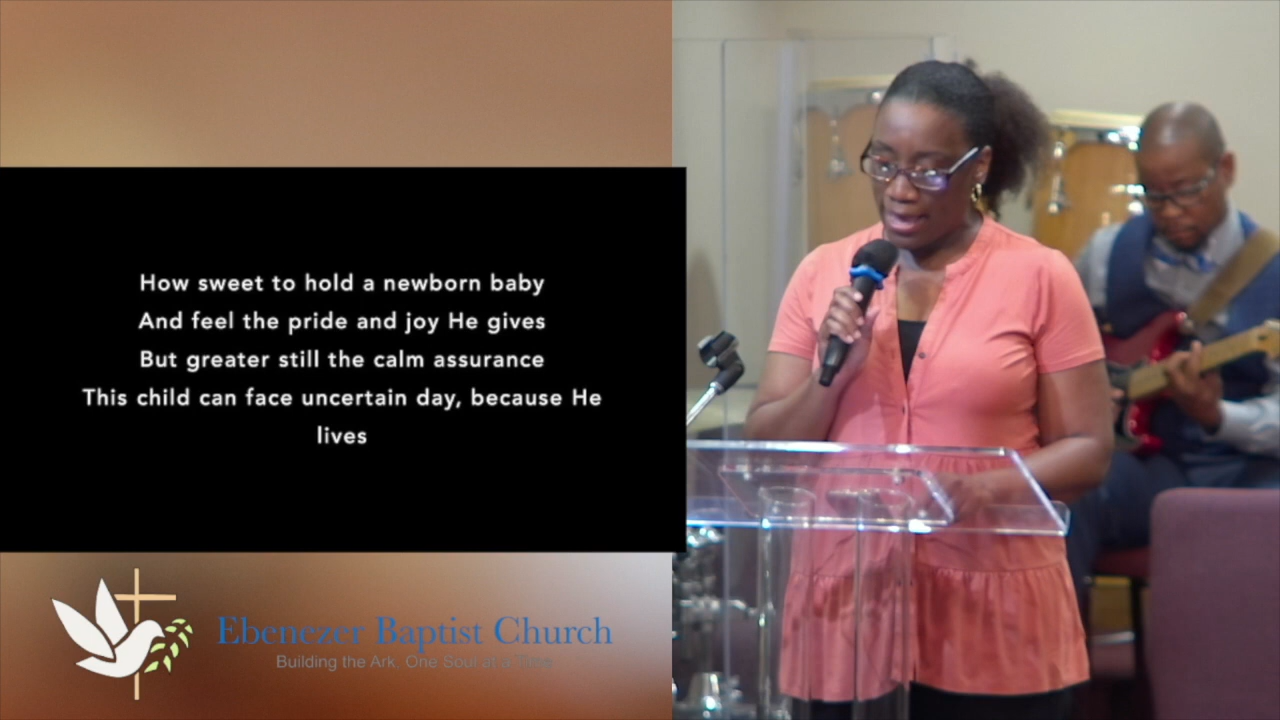 How sweet to hold a newborn baby
And feel the pride and joy He gives
But greater still the calm assurance
This child can face uncertain day, because He
lives
Ebenezer Baptist Church
Building the Ark, One Soul at a Time